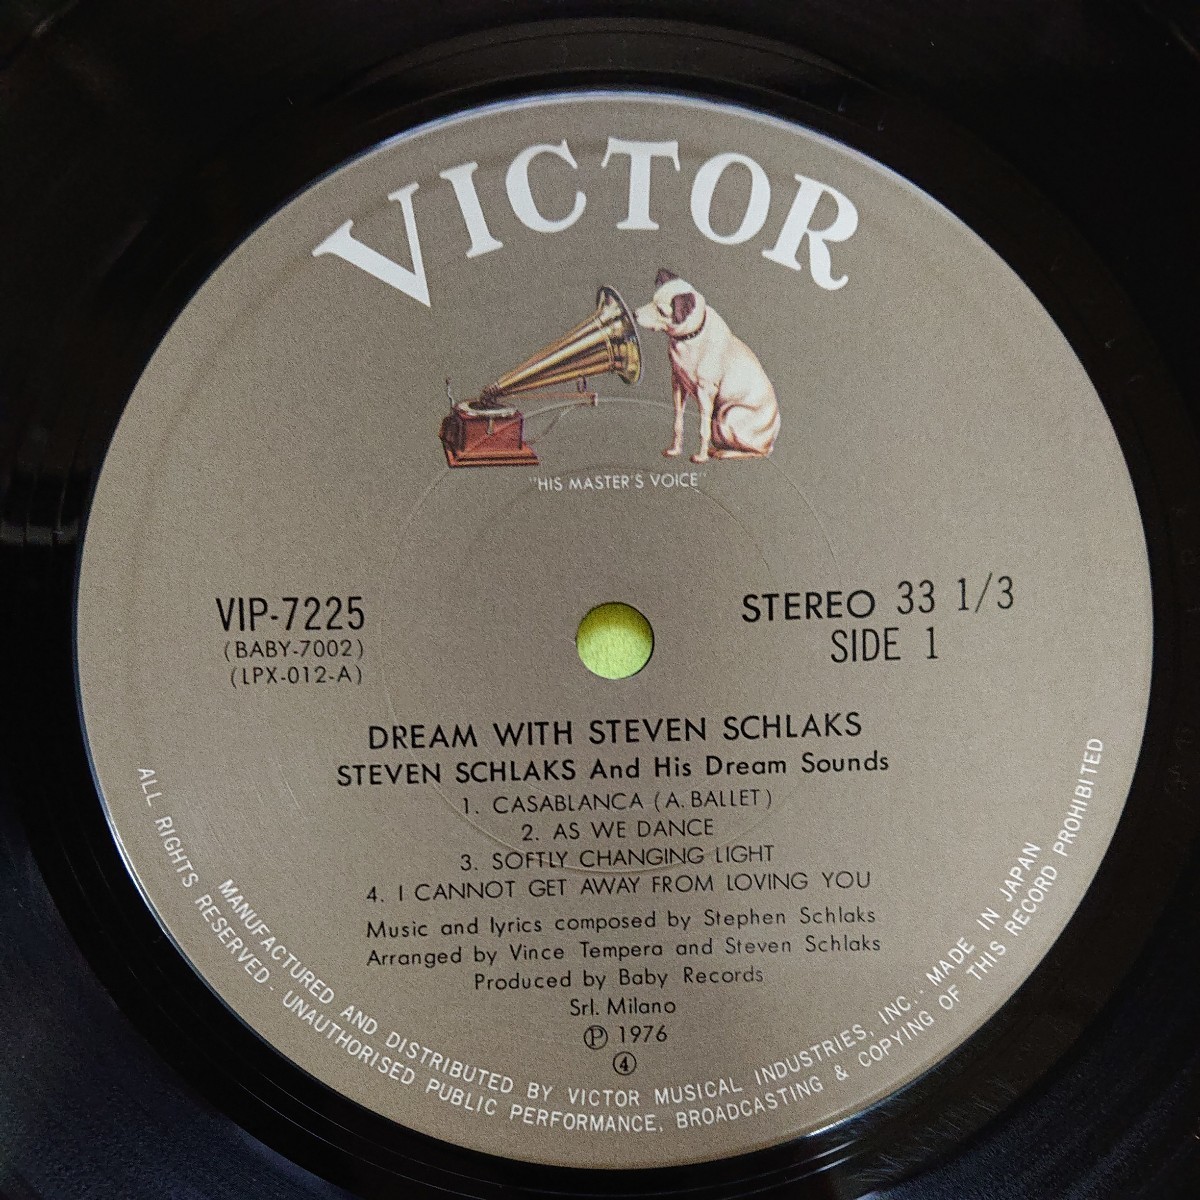 VICTOR
"HIS MASTER'S VOICE"
VIP-7225
(BABY-7002)
(LPX-012-A)
STEREO 33 1/3
SIDE 1
DREAM WITH STEVEN SCHLAKS
STEVEN SCHLAKS And His Dream Sounds
1. CASABLANCA (A. BALLET)
2. AS WE DANCE
3. SOFTLY CHANGING LIGHT
4. I CANNOT GET AWAY FROM LOVING YOU
Music and lyrics composed by Stephen Schlaks
Arranged by Vince Tempera and Steven Schlaks
Produced by Baby Records
Srl. Milano
Ⓟ 1976
④
MANUFACTURED AND DISTRIBUTED BY VICTOR MUSICAL INDUSTRIES, INC.· MADE IN JAPAN
ALL RIGHTS RESERVED · UNAUTHORISED PUBLIC PERFORMANCE, BROADCASTING & COPYING OF THIS RECORD PROHIBITED